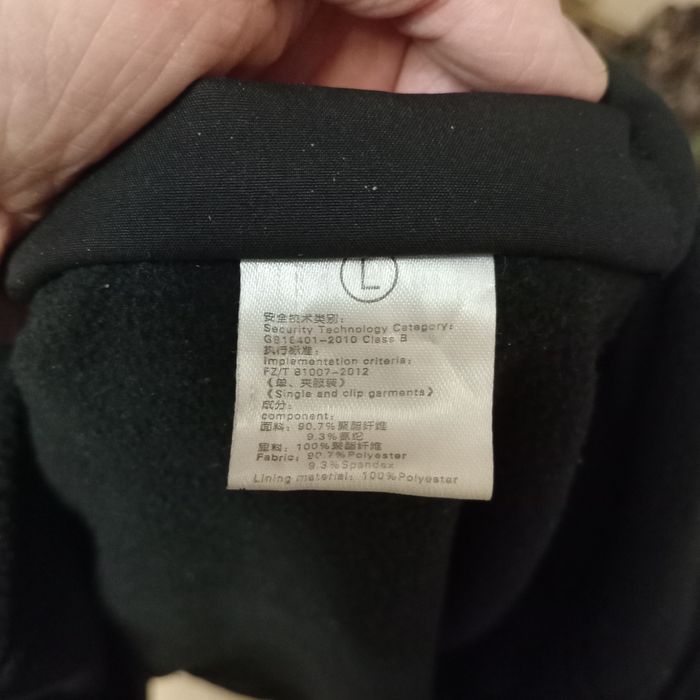 L
安全技术类别:
Security Technology Category:
GB18401-2010 Class B
执行标准:
Implementation criteria:
FZ/T 81007-2012
《单、夹服装》
《Single and clip garments》
成分:
component:
面料: 90.7%聚酯纤维
9.3%氨纶
里料: 100%聚酯纤维
Fabric: 90.7%Polyester
9.3%Spandex
Lining material: 100%Polyester